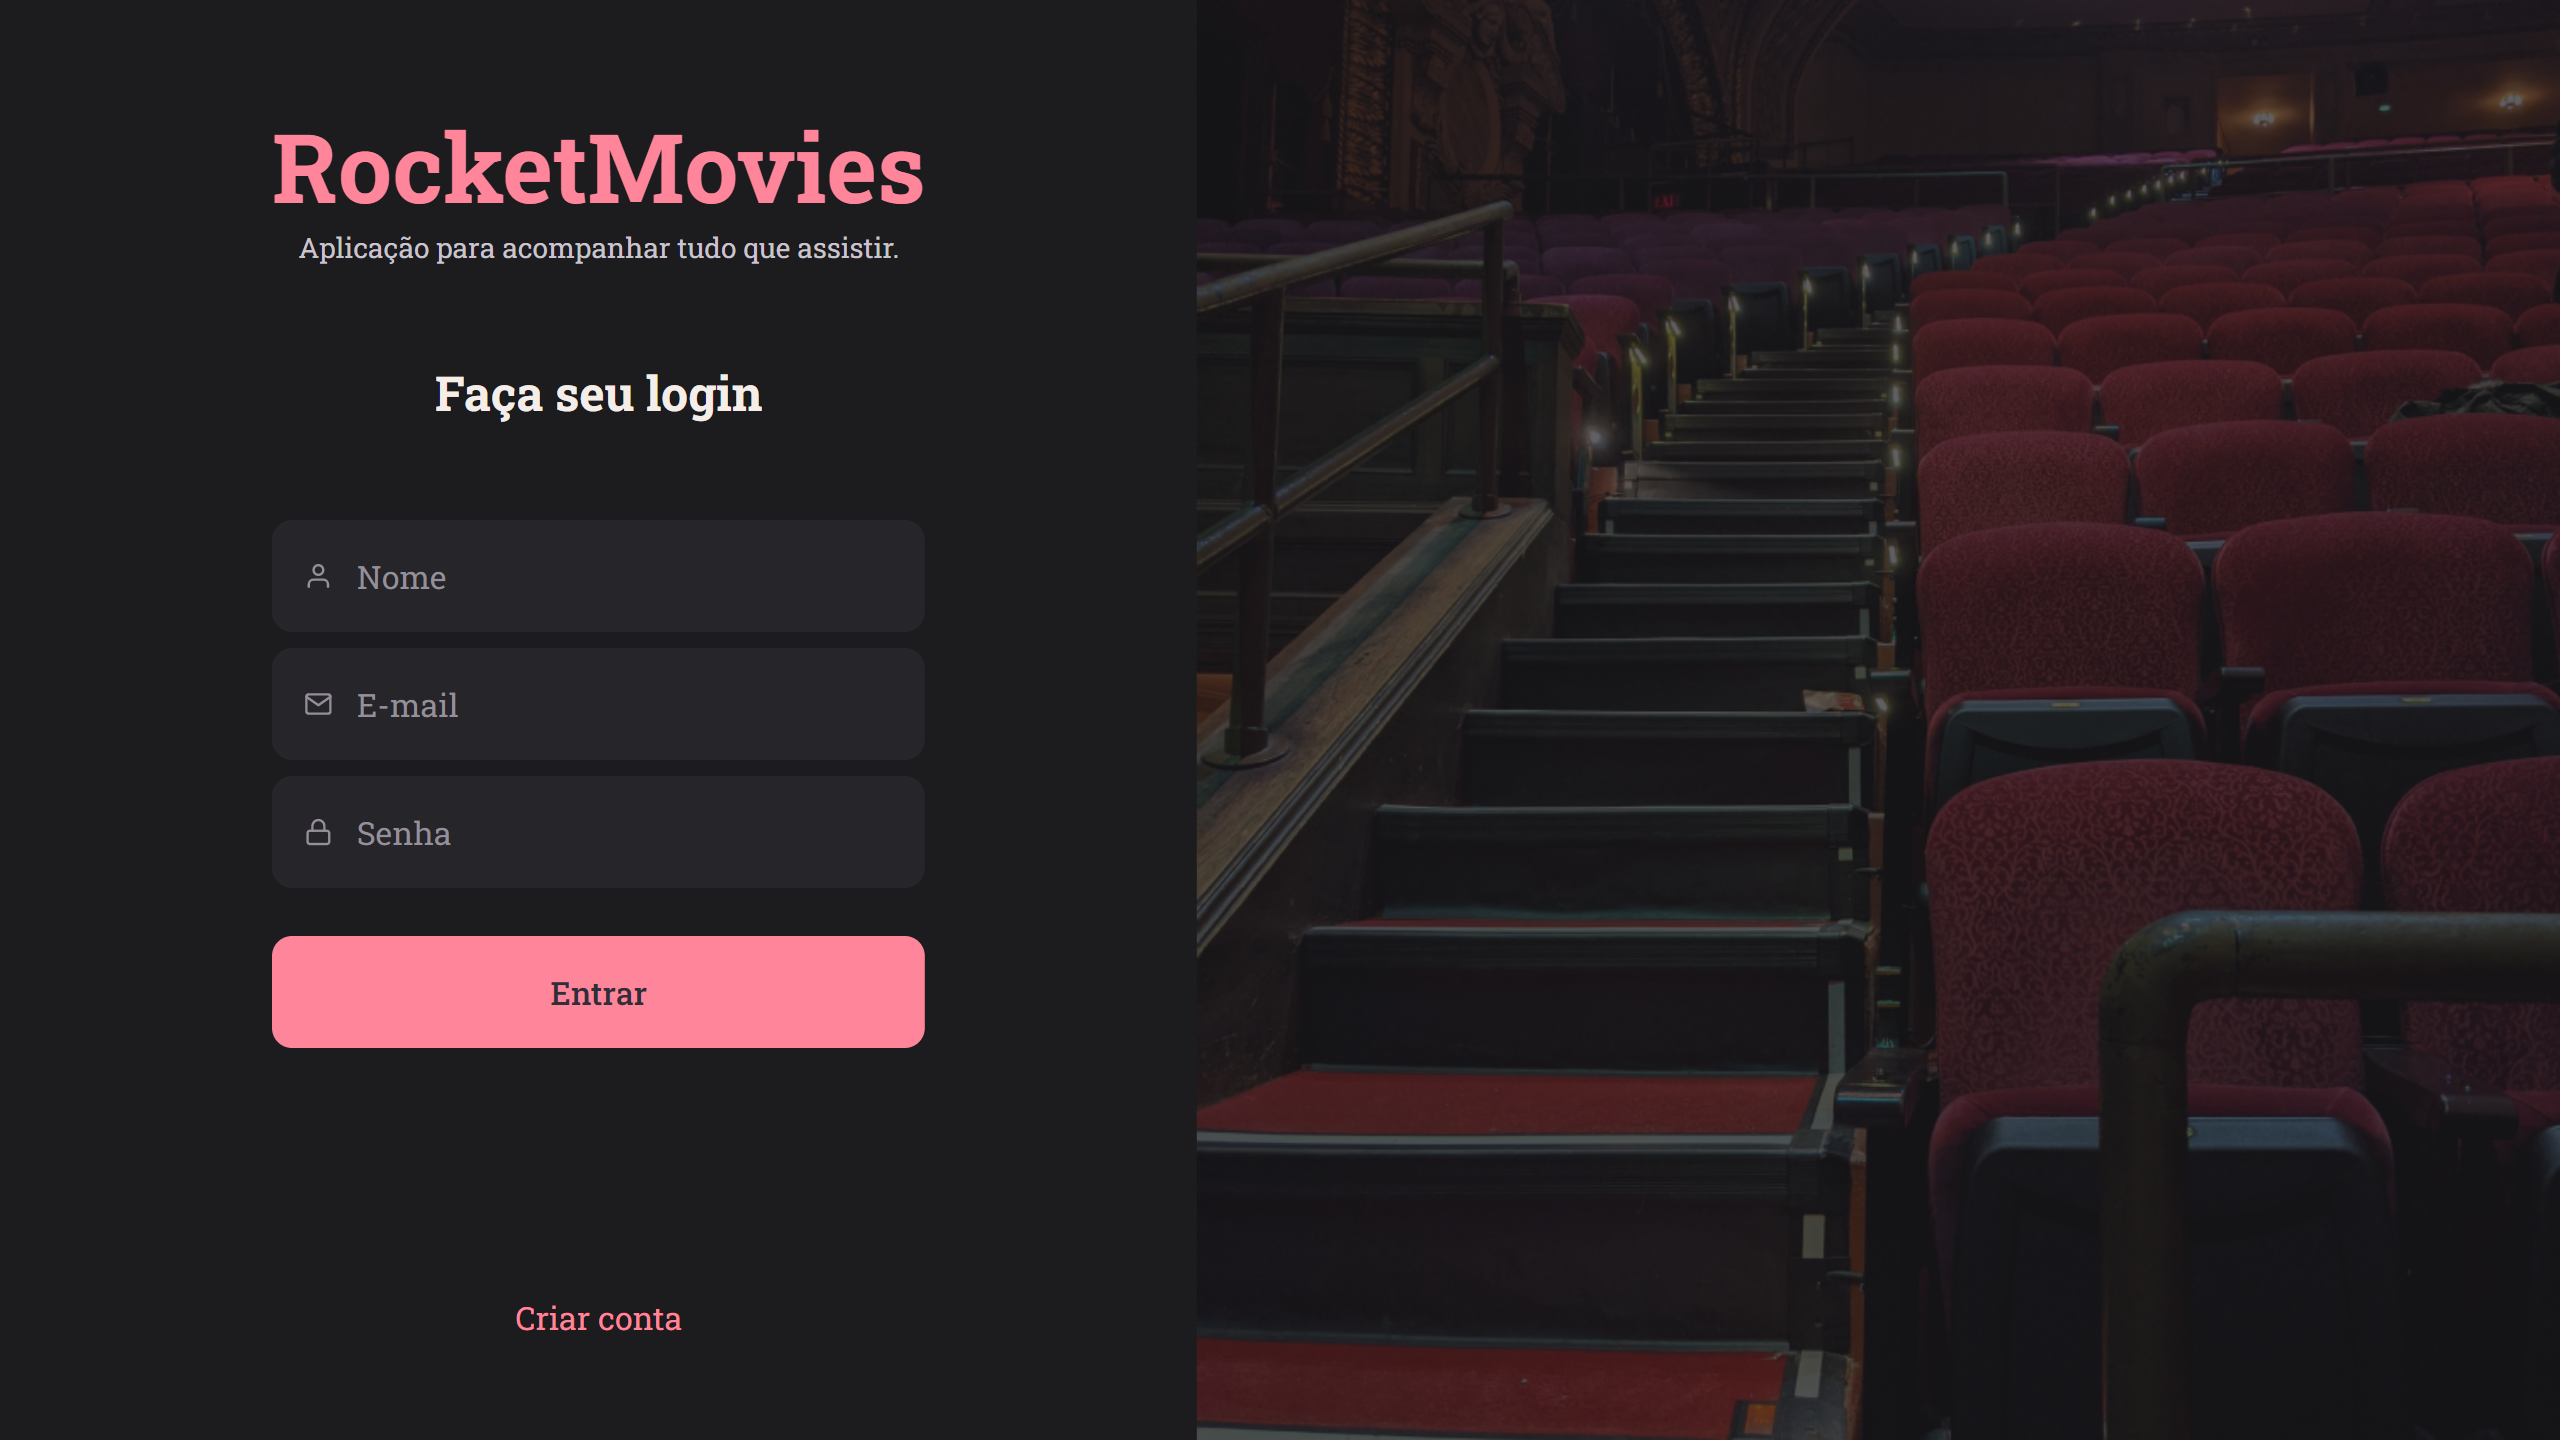 RocketMovies
Aplicação para acompanhar tudo que assistir.
Faça seu login
Nome
E-mail
Senha
Entrar
Criar conta